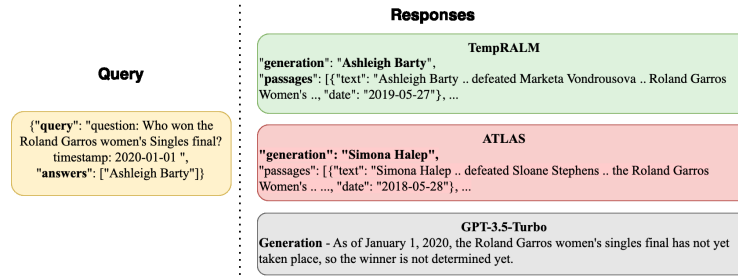 Responses
Query
{"query": "question: Who won the
Roland Garros women's Singles final?
timestamp: 2020-01-01 ",
"answers": ["Ashleigh Barty"]}
TempRALM
"generation": "Ashleigh Barty",
"passages": [{"text": "Ashleigh Barty .. defeated Marketa Vondrousova .. Roland Garros
Women's ..., "date": "2019-05-27"}, ...
ATLAS
"generation": "Simona Halep",
"passages": [{"text": "Simona Halep .. defeated Sloane Stephens .. the Roland Garros
Women's .. ..., "date": "2018-05-28"}, ...
GPT-3.5-Turbo
Generation - As of January 1, 2020, the Roland Garros women's singles final has not yet
taken place, so the winner is not determined yet.